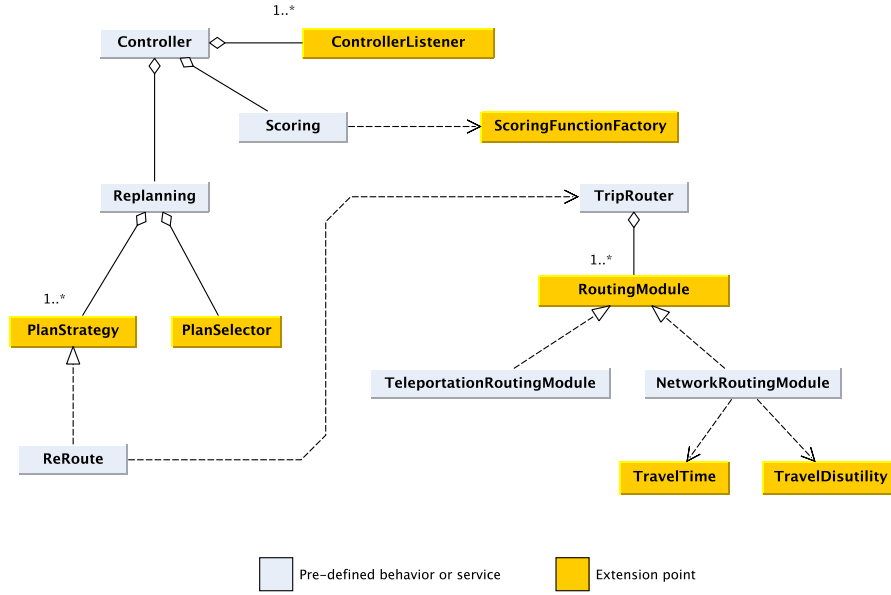 1..*
Controller
ControllerListener
Scoring
ScoringFunctionFactory
Replanning
TripRouter
1..*
RoutingModule
1..*
PlanStrategy
PlanSelector
TeleportationRoutingModule
NetworkRoutingModule
ReRoute
TravelTime
TravelDisutility
Pre-defined behavior or service
Extension point